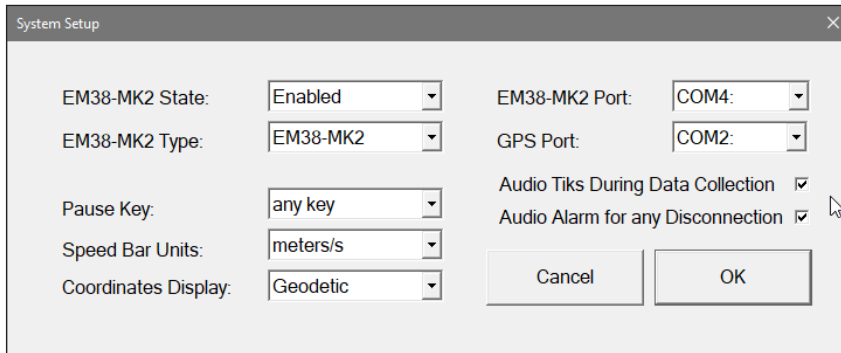 System Setup
EM38-MK2 State: Enabled EM38-MK2 Port: COM4:
EM38-MK2 Type: EM38-MK2 GPS Port: COM2:
Audio Tiks During Data Collection
Pause Key: any key
Audio Alarm for any Disconnection
Speed Bar Units: meters/s
Coordinates Display: Geodetic
Cancel OK